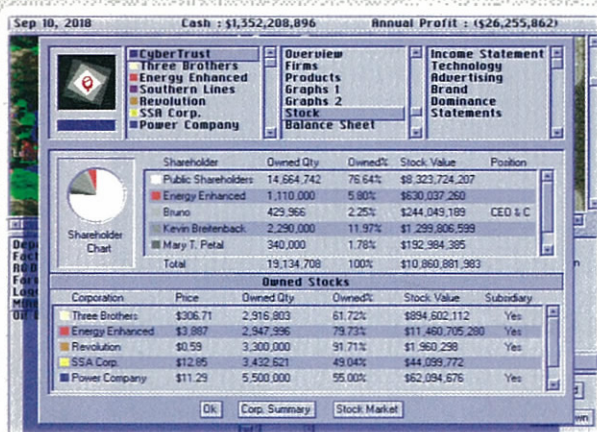 Sep 10, 2018 Cash : $1,352,208,896 Annual Profit : ($26,255,862)
CyberTrust Overview Income Statement
Three Brothers Firms Technology
Energy Enhanced Products Advertising
Southern Lines Graphs 1 Brand
Revolution Graphs 2 Dominance
SSA Corp. Stock Statements
Power Company Balance Sheet
Shareholder Owned Qty Owned% Stock Value Position
Public Shareholders 14,664,742 76.64% $8,323,724,207
Energy Enhanced 1,110,000 5.80% $630,037,260
Bruno 429,966 2.25% $244,049,189 CEO & C
Kevin Breitenback 2,290,000 11.97% $1,299,806,599
Mary T. Petal 340,000 1.78% $192,984,385
Total 19,134,708 100% $10,860,881,983
Shareholder
Chart
Owned Stocks
Corporation Price Owned Qty Owned% Stock Value Subsidiary
Three Brothers $306.71 2,916,803 61.72% $894,602,112 Yes
Energy Enhanced $3,887 2,947,996 79.73% $11,460,705,280 Yes
Revolution $0.59 3,300,000 91.71% $1,960,298 Yes
SSA Corp. $12.85 3,432,621 49.04% $44,099,772
Power Company $11.29 5,500,000 55.00% $62,094,676 Yes
Ok Corp. Summary Stock Market